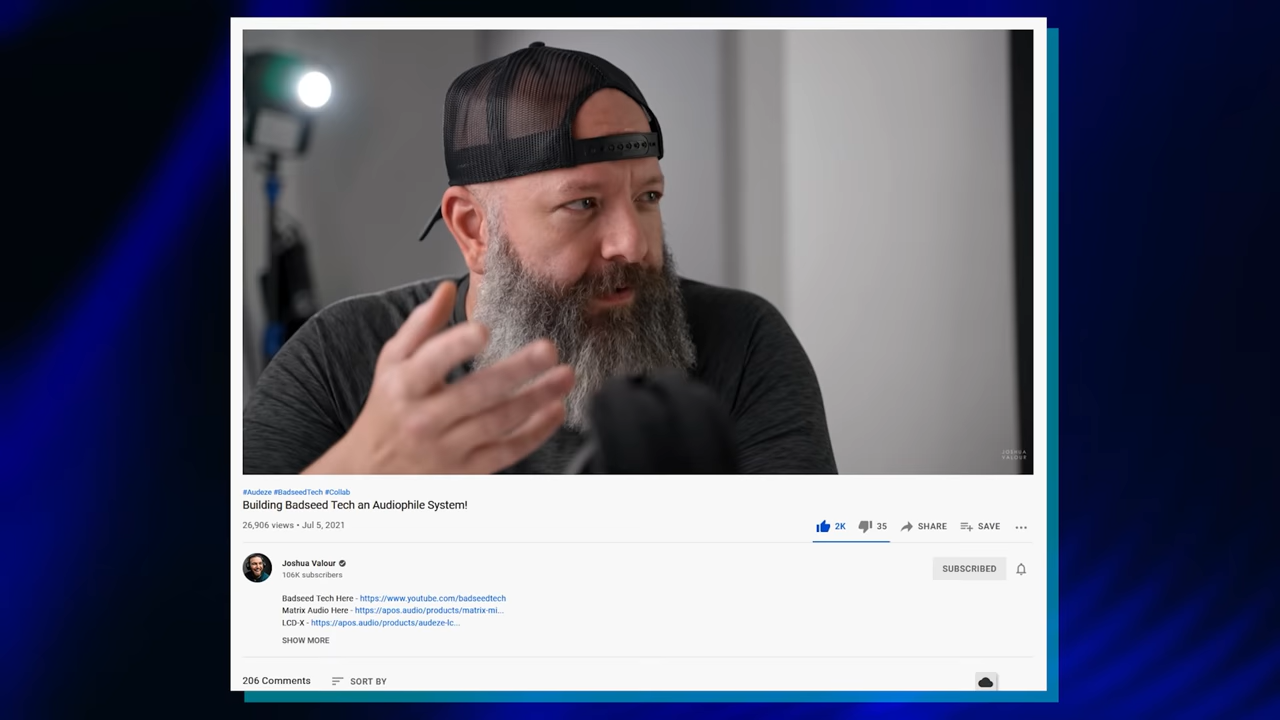 JOSHUA
VALOUR
#Audeze #BadseedTech #Collab
Building Badseed Tech an Audiophile System!
26,906 views • Jul 5, 2021
2K 35 SHARE SAVE
Joshua Valour
106K subscribers
SUBSCRIBED
Badseed Tech Here - https://www.youtube.com/badseedtech
Matrix Audio Here - https://apos.audio/products/matrix-mi...
LCD-X - https://apos.audio/products/audeze-lc...
SHOW MORE
206 Comments SORT BY